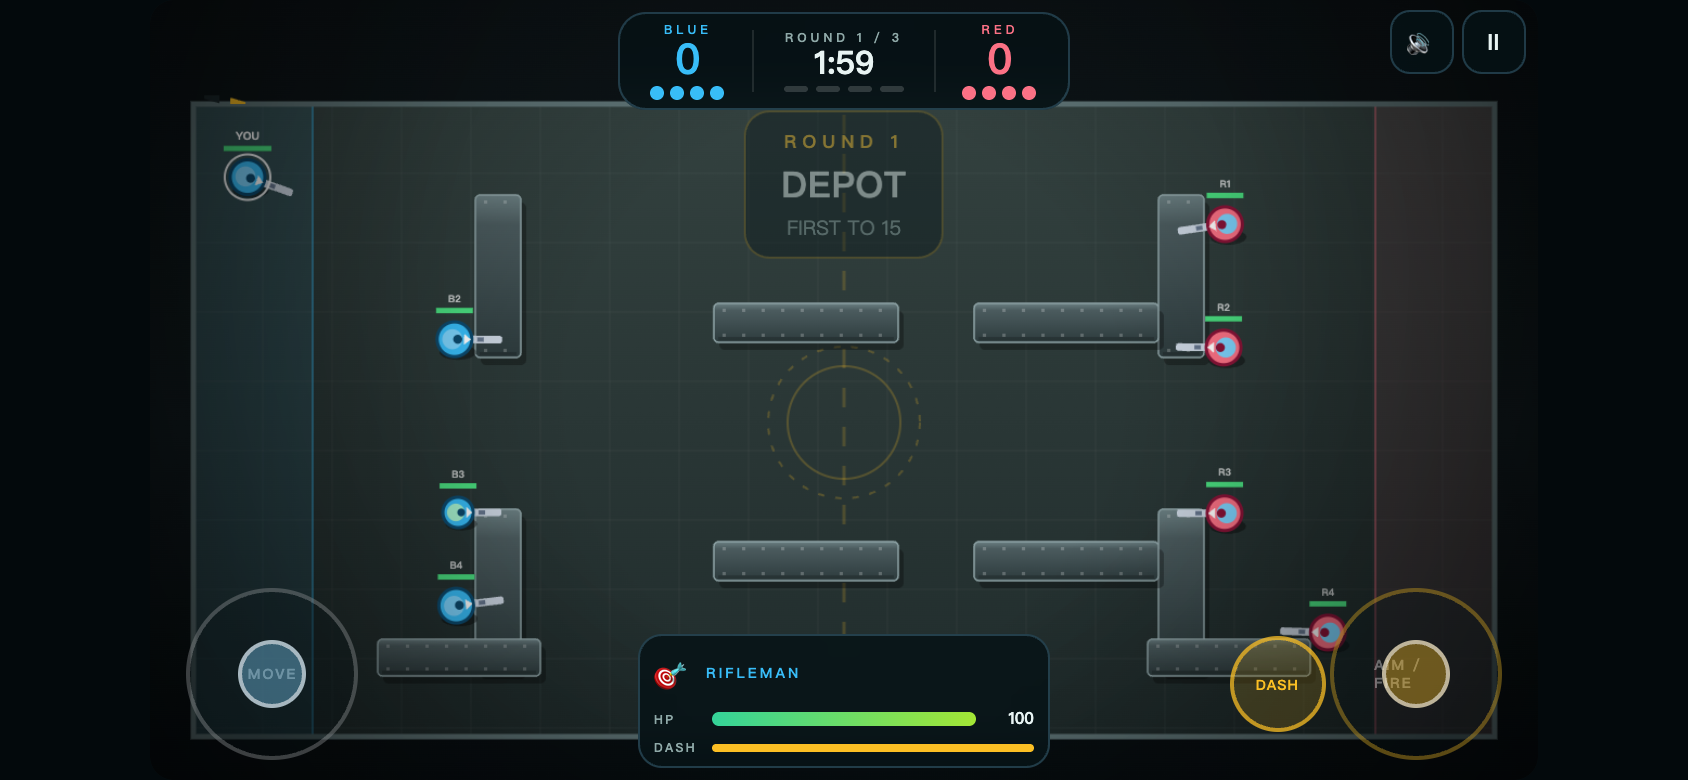 BLUE
0
ROUND 1 / 3
1:59
RED
0
YOU
ROUND 1
DEPOT
FIRST TO 15
R1
B2
R2
B3
R3
B4
R4
MOVE
RIFLEMAN
HP
100
DASH
DASH
AIM /
FIRE